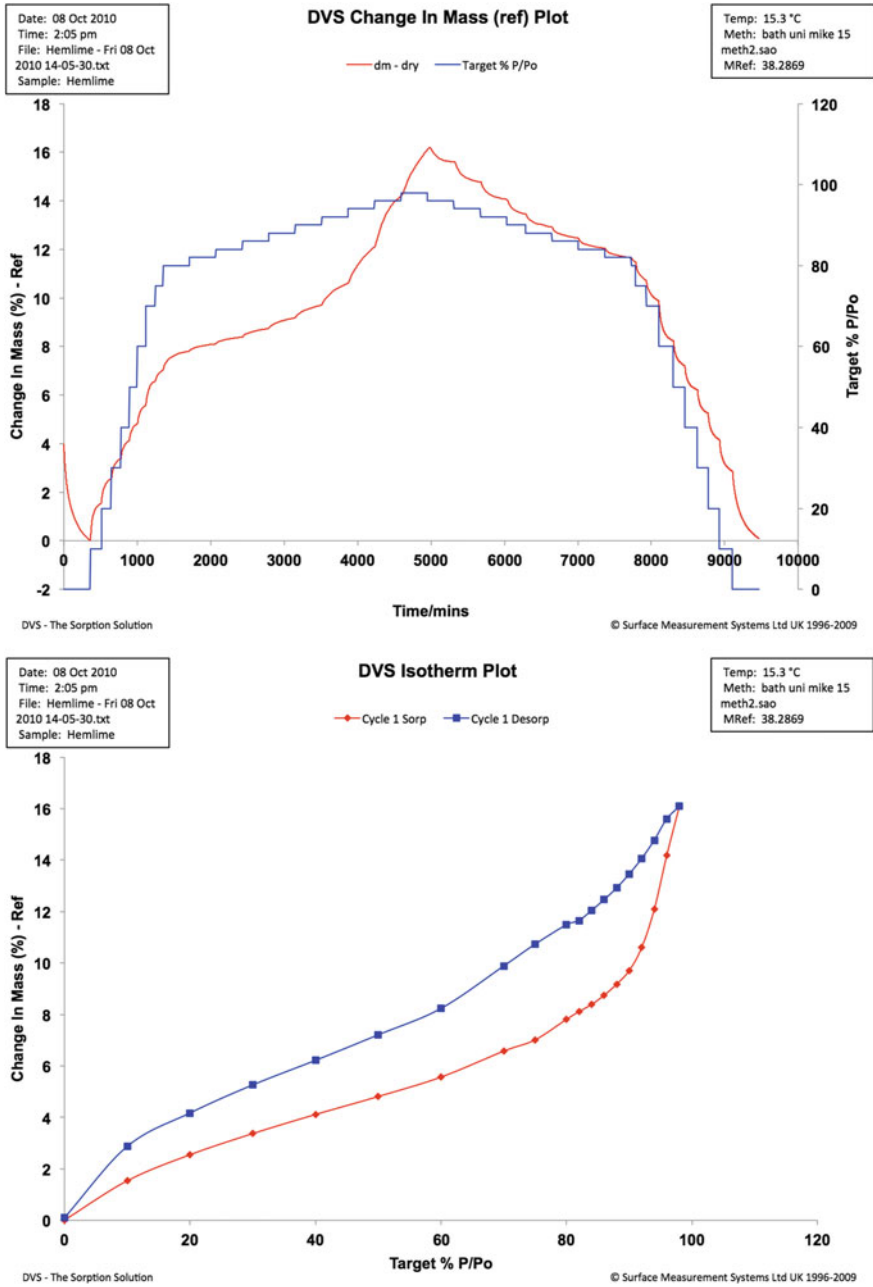 Date: 08 Oct 2010
Time: 2:05 pm
File: Hemlime - Fri 08 Oct
2010 14-05-30.txt
Sample: Hemlime
DVS Change In Mass (ref) Plot
Temp: 15.3 °C
Meth: bath uni mike 15
meth2.sao
MRef: 38.2869
dm - dry
Target % P/Po
Change In Mass (%) - Ref
18
16
14
12
10
8
6
4
2
0
-2
120
100
80
60
40
20
0
Target % P/Po
0 1000 2000 3000 4000 5000 6000 7000 8000 9000 10000
Time/mins
DVS - The Sorption Solution
© Surface Measurement Systems Ltd UK 1996-2009
Date: 08 Oct 2010
Time: 2:05 pm
File: Hemlime - Fri 08 Oct
2010 14-05-30.txt
Sample: Hemlime
DVS Isotherm Plot
Temp: 15.3 °C
Meth: bath uni mike 15
meth2.sao
MRef: 38.2869
Cycle 1 Sorp
Cycle 1 Desorp
Change In Mass (%) - Ref
18
16
14
12
10
8
6
4
2
0
0 20 40 60 80 100 120
Target % P/Po
DVS - The Sorption Solution
© Surface Measurement Systems Ltd UK 1996-2009